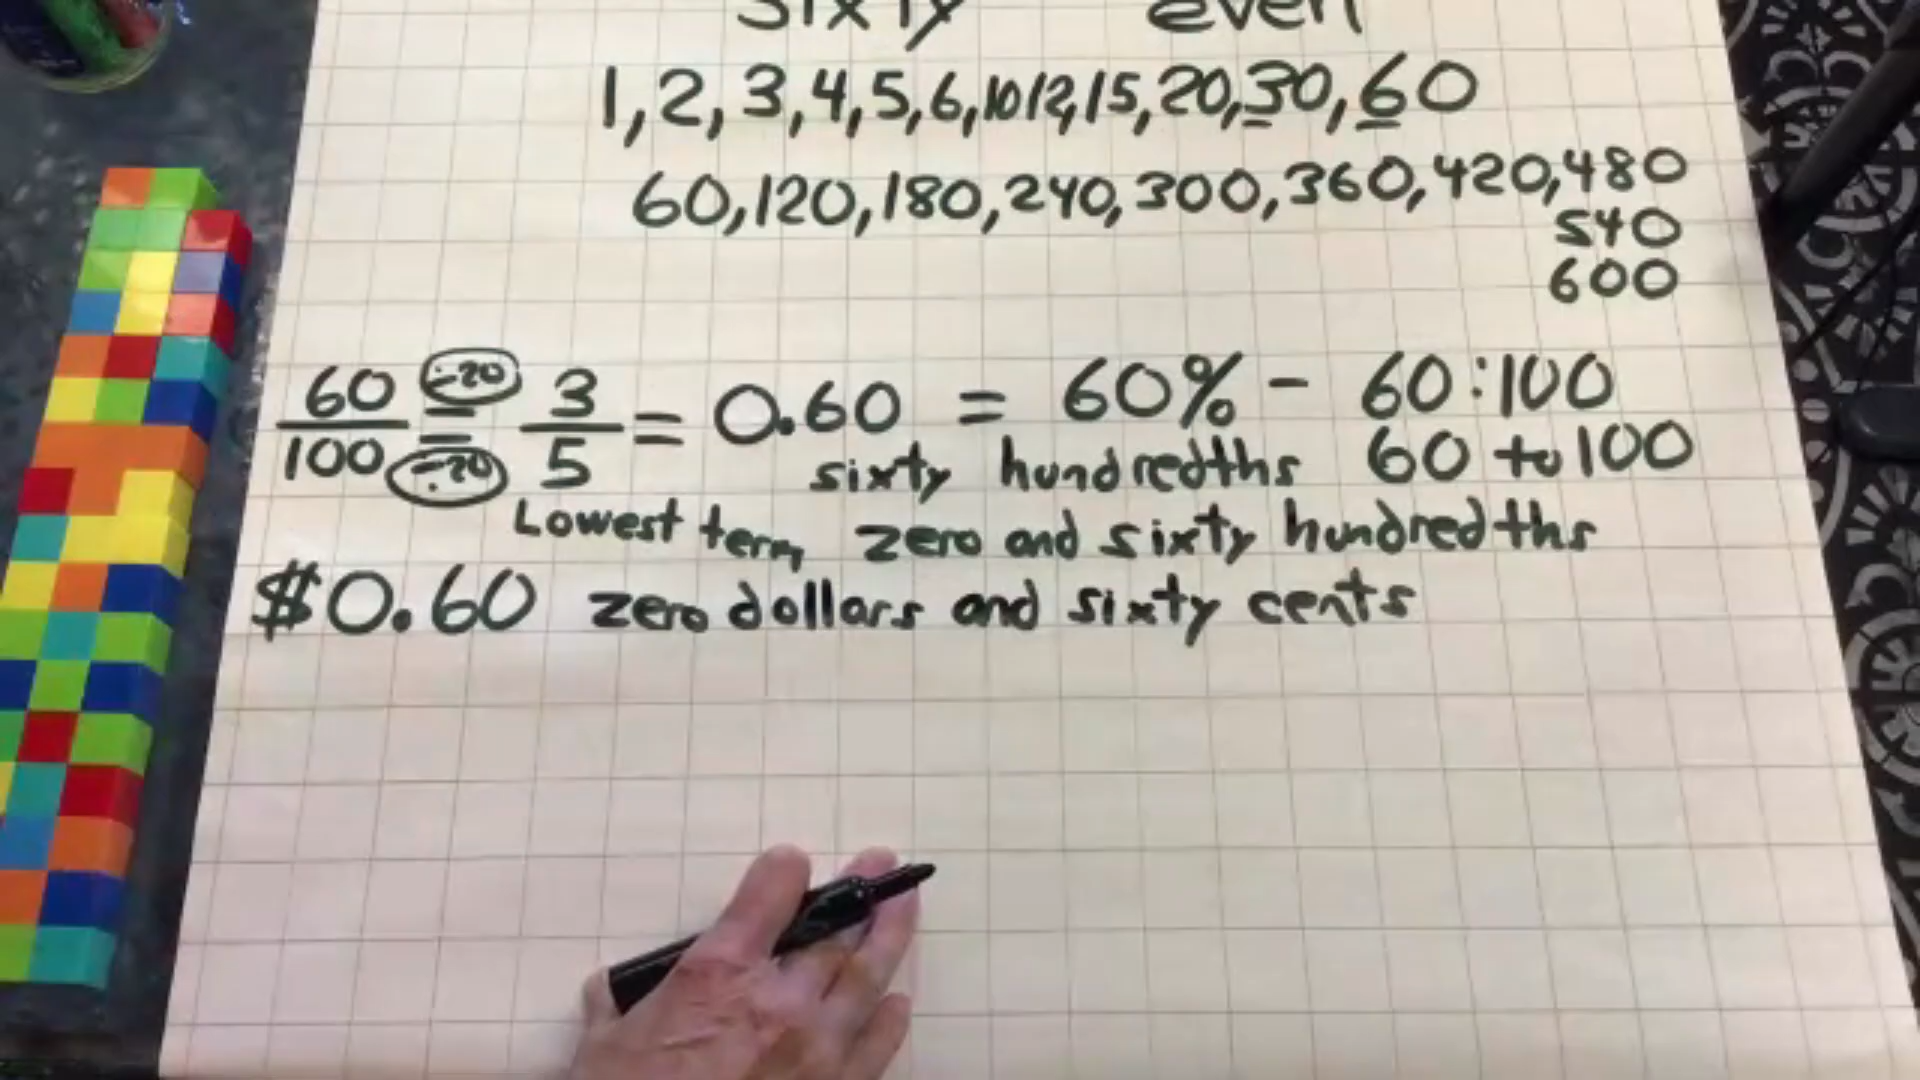 sixty even
1, 2, 3, 4, 5, 6, 10 12, 15, 20, 30, 60
60, 120, 180, 240, 300, 360, 420, 480
540
600
60/100 ÷20 = ÷20 3/5 = 0.60 = 60% - 60:100
sixty hundredths 60 to 100
Lowest term zero and sixty hundredths
$0.60 zero dollars and sixty cents